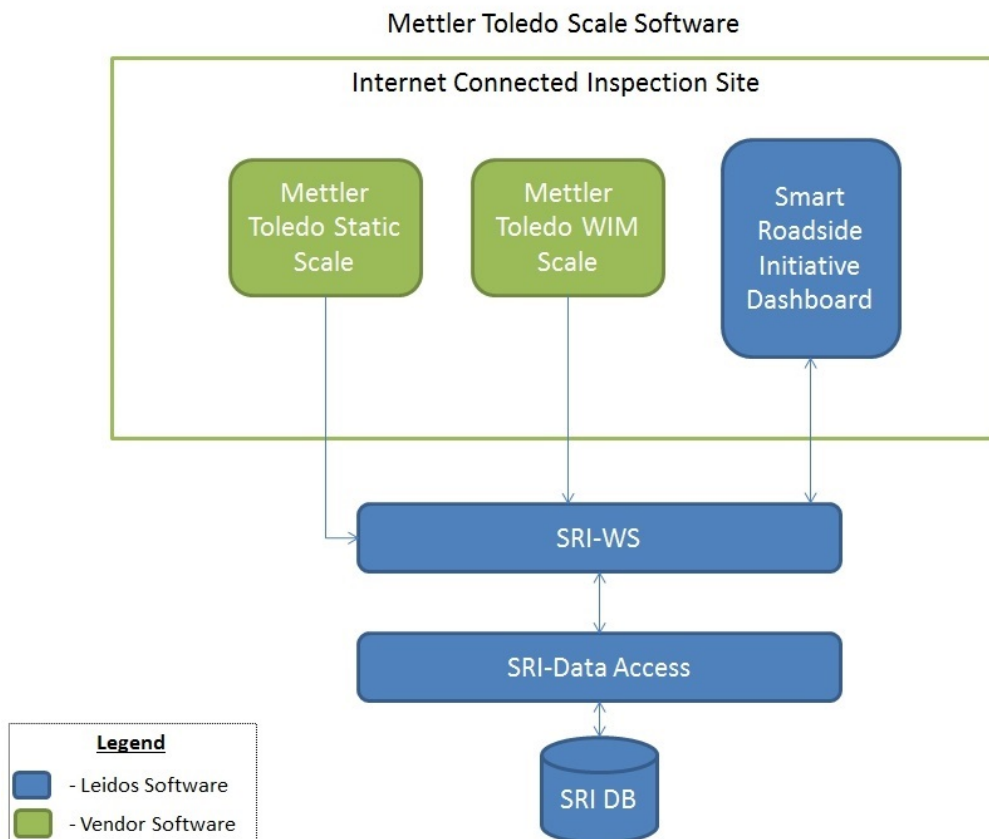 Mettler Toledo Scale Software
Internet Connected Inspection Site
Mettler
Toledo Static
Scale
Mettler
Toledo WIM
Scale
Smart
Roadside
Initiative
Dashboard
SRI-WS
SRI-Data Access
SRI DB
Legend
- Leidos Software
- Vendor Software